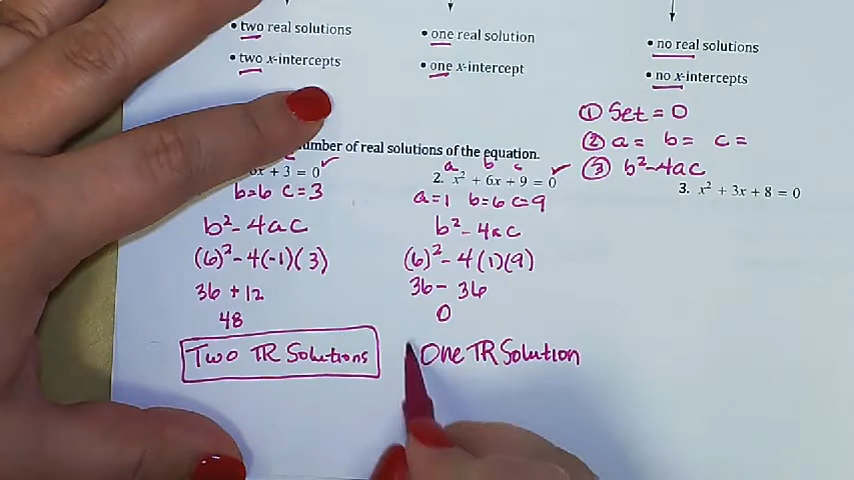 • two real solutions
• two x-intercepts
• one real solution
• one x-intercept
• no real solutions
• no x-intercepts
① Set = 0
② a = b = c =
③ b² - 4ac
number of real solutions of the equation.
x + 3 = 0 ✓
b=6 c=3
b² - 4ac
(6)² - 4(-1)(3)
36 + 12
48
Two TR Solutions
a b c
2. x² + 6x + 9 = 0 ✓
a=1 b=6 c=9
b² - 4ac
(6)² - 4(1)(9)
36 - 36
0
One TR Solution
3. x² + 3x + 8 = 0